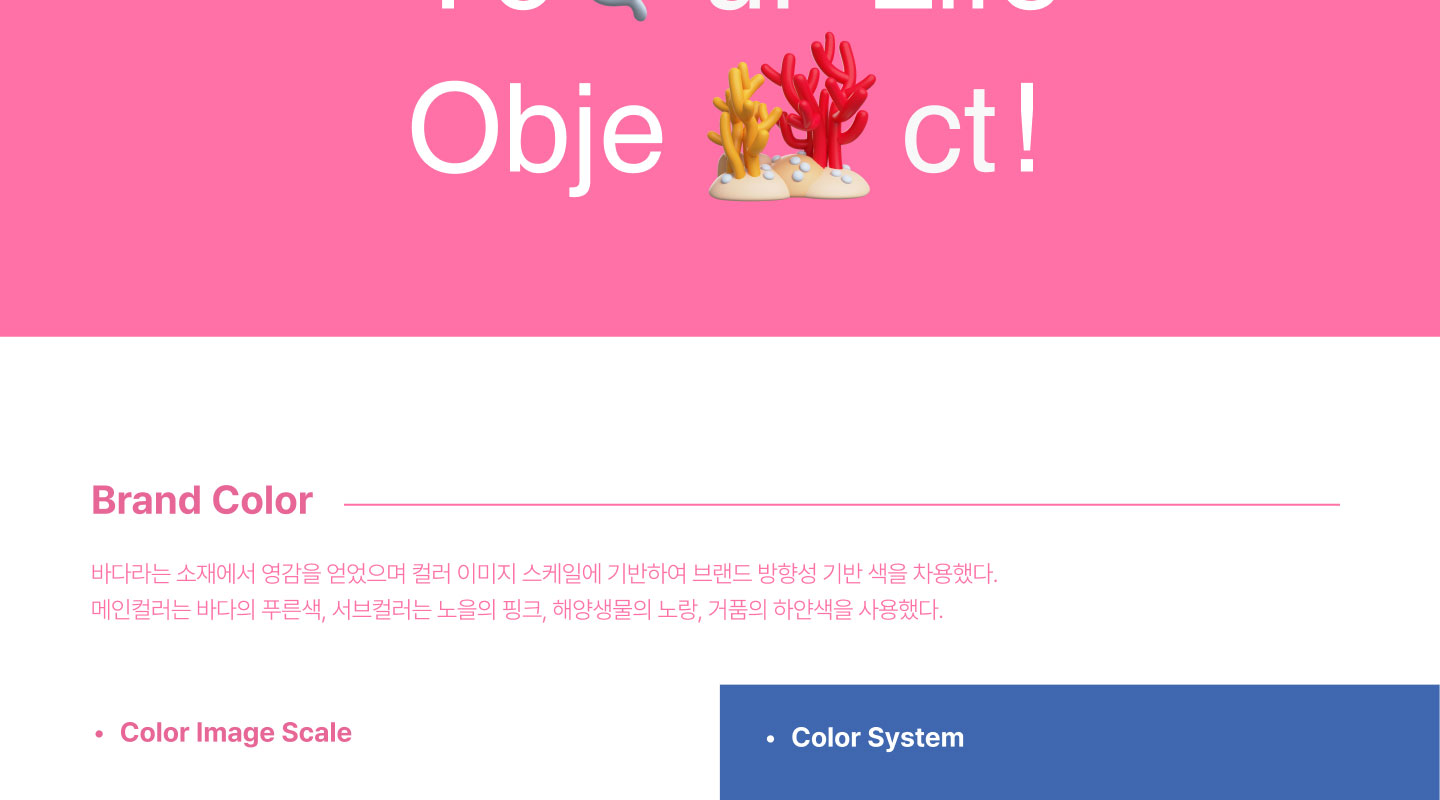 Obje ct !
Brand Color
바다라는 소재에서 영감을 얻었으며 컬러 이미지 스케일에 기반하여 브랜드 방향성 기반 색을 차용했다.
메인컬러는 바다의 푸른색, 서브컬러는 노을의 핑크, 해양생물의 노랑, 거품의 하얀색을 사용했다.
• Color Image Scale
• Color System